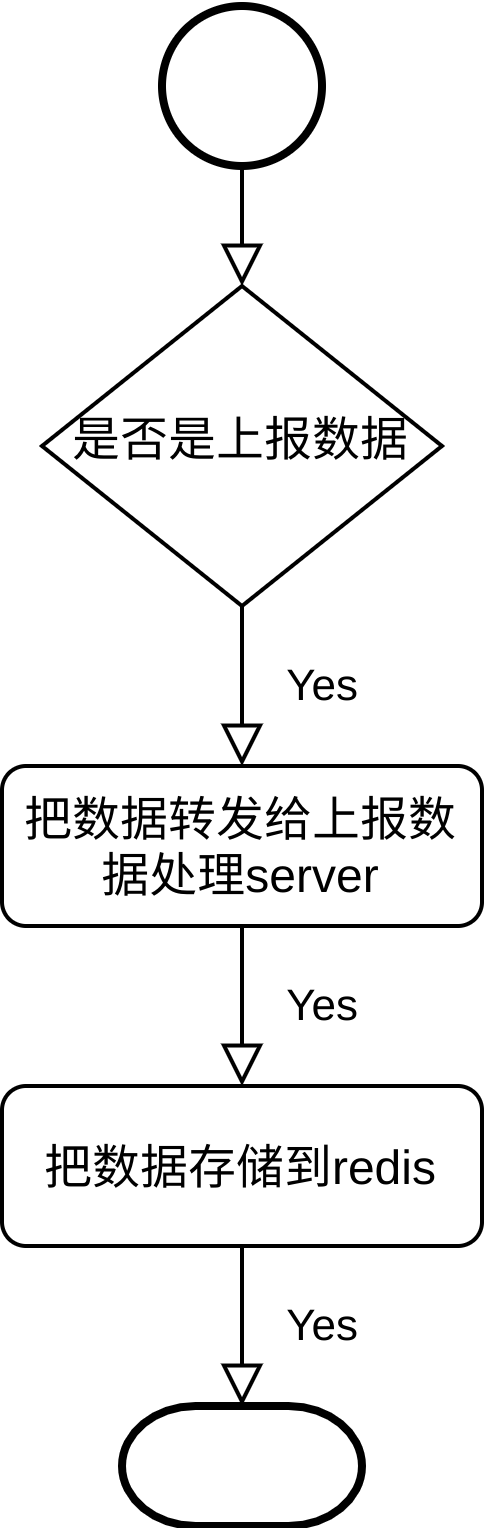 是否是上报数据
Yes
把数据转发给上报数
据处理server
Yes
把数据存储到redis
Yes